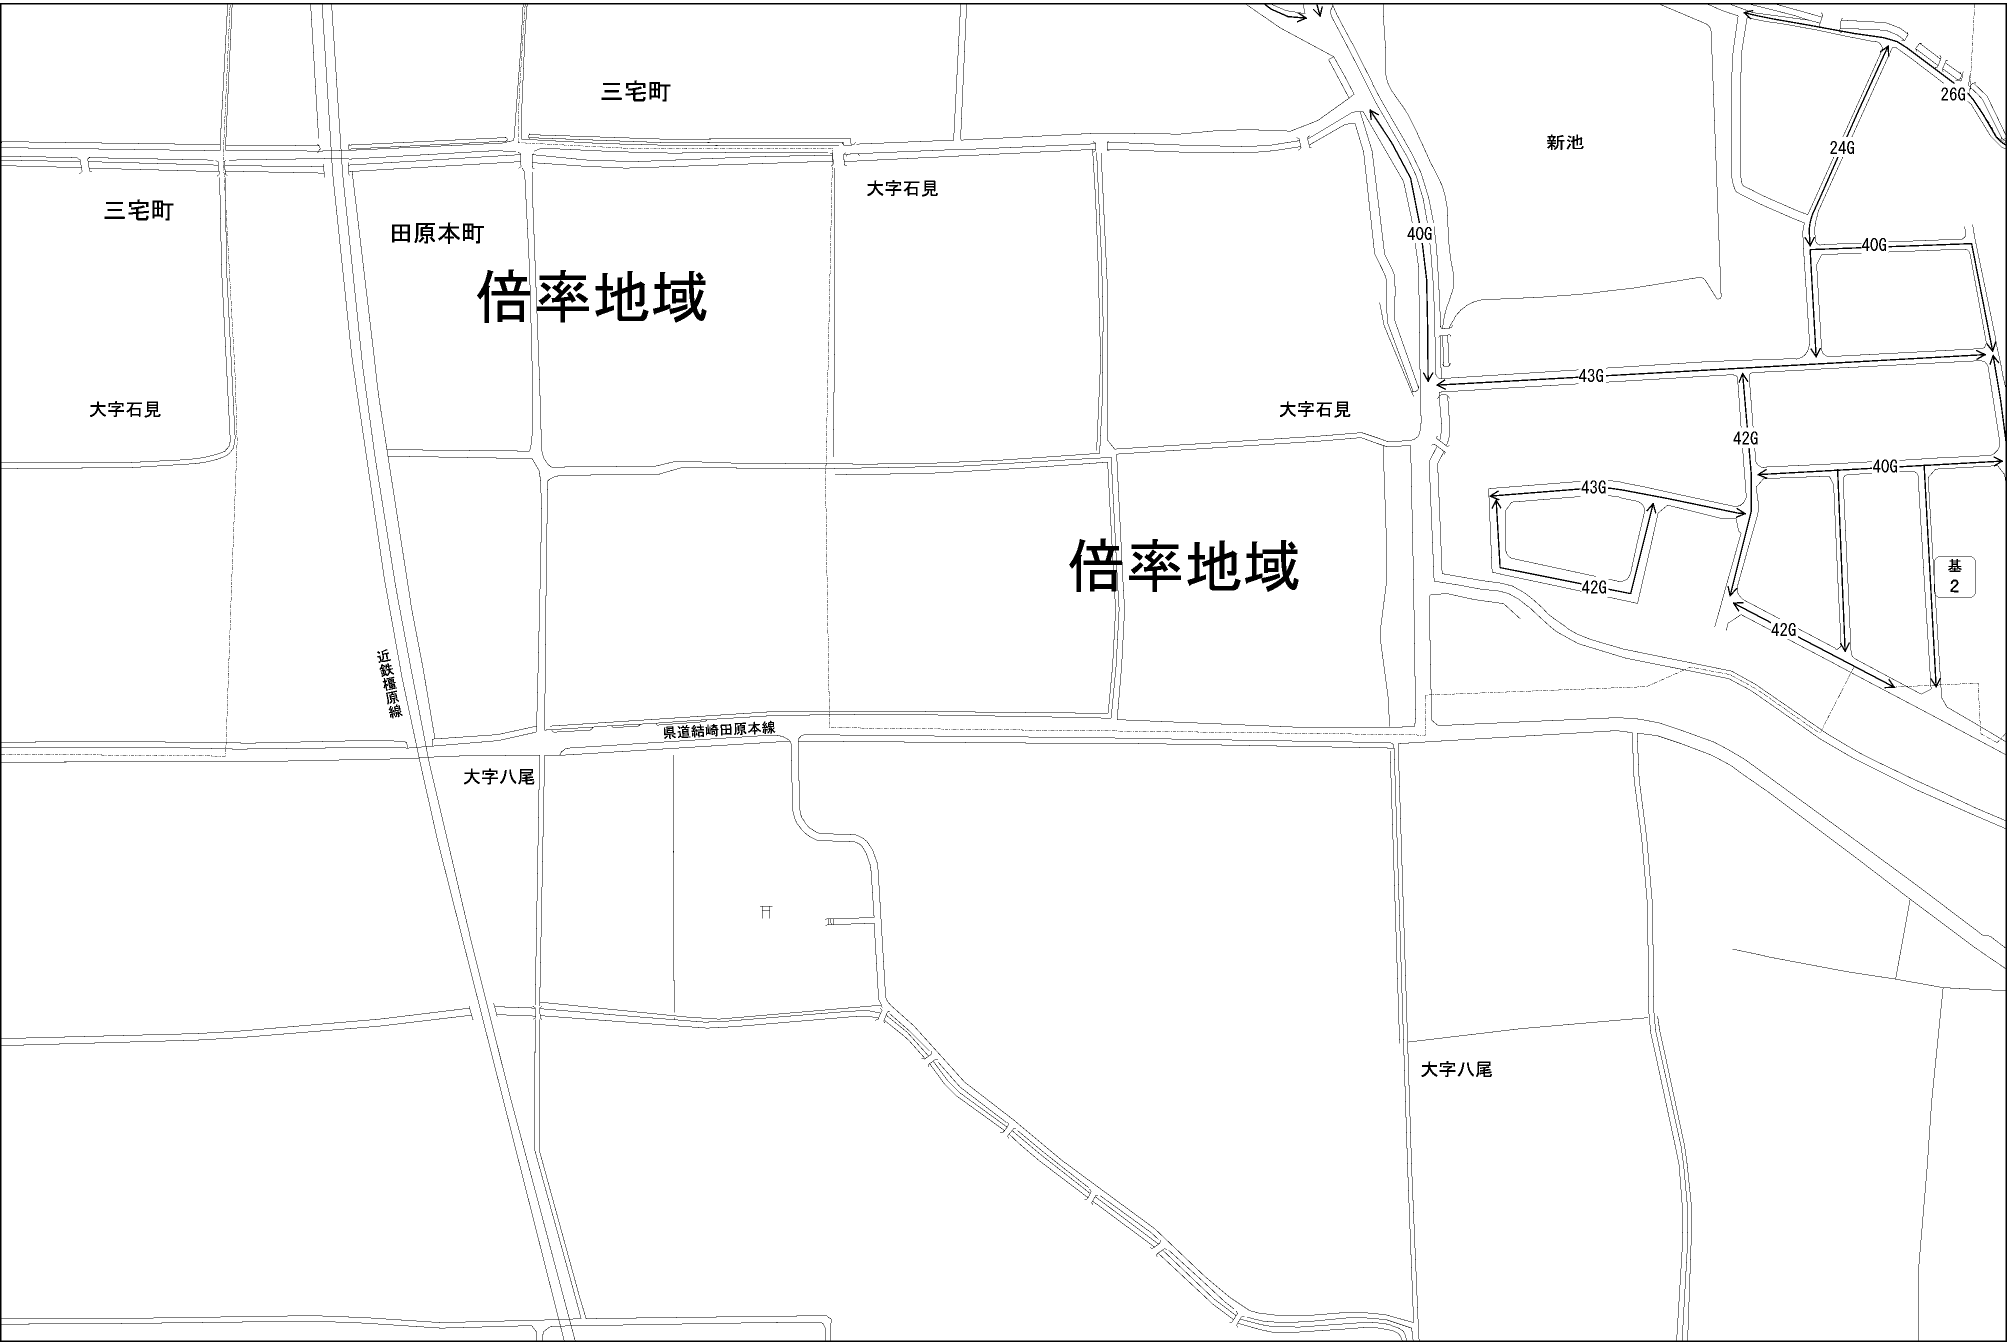 三宅町
26G
新池
24G
大字石見
三宅町
田原本町
40G
40G
倍率地域
43G
大字石見
大字石見
42G
40G
43G
倍率地域
基
2
42G
42G
近鉄橿原線
県道結崎田原本線
大字八尾
大字八尾